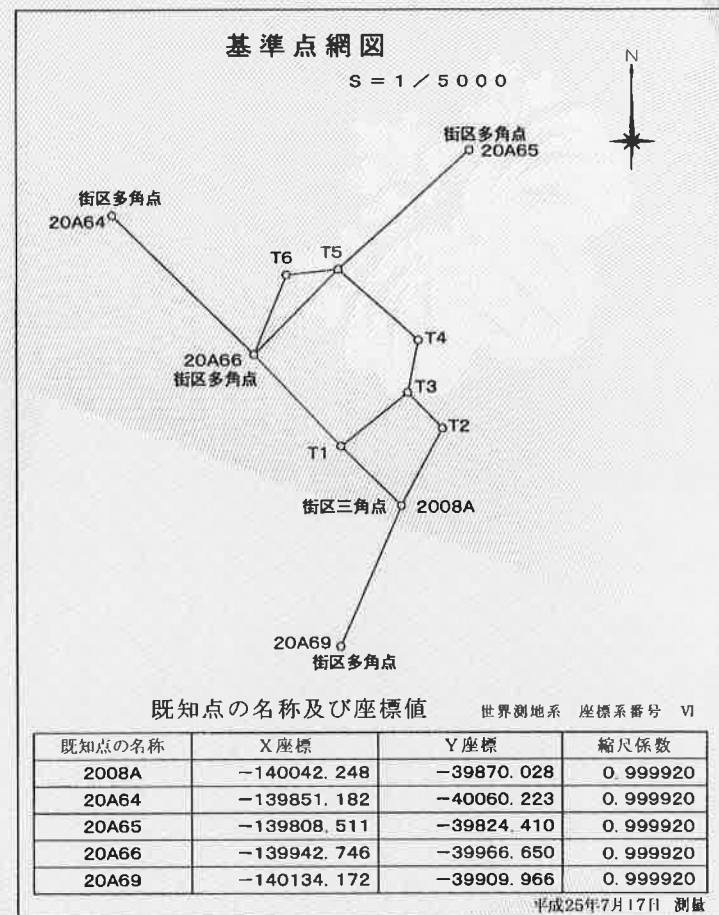 基準点網図
S=1/5000
N
街区多角点
20A65
街区多角点
20A64
T6
T5
T4
20A66
街区多角点
T3
T2
T1
街区三角点 2008A
20A69
街区多角点
既知点の名称及び座標値 世界測地系 座標系番号 Ⅵ
既知点の名称 X座標 Y座標 縮尺係数
2008A -140042.248 -39870.028 0.999920
20A64 -139851.182 -40060.223 0.999920
20A65 -139808.511 -39824.410 0.999920
20A66 -139942.746 -39966.650 0.999920
20A69 -140134.172 -39909.966 0.999920
平成25年7月17日 測量